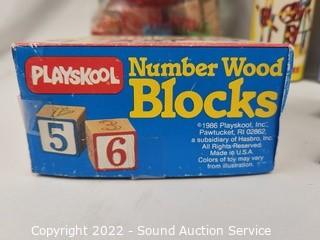 PLAYSKOOL
Number Wood
Blocks
5
6
3
©1986 Playskool, Inc.
Pawtucket, RI 02862,
a subsidiary of Hasbro, Inc.
All Rights Reserved.
Made in U.S.A.
Colors of toy may vary
from illustration.
Copyright 2022 - Sound Auction Service